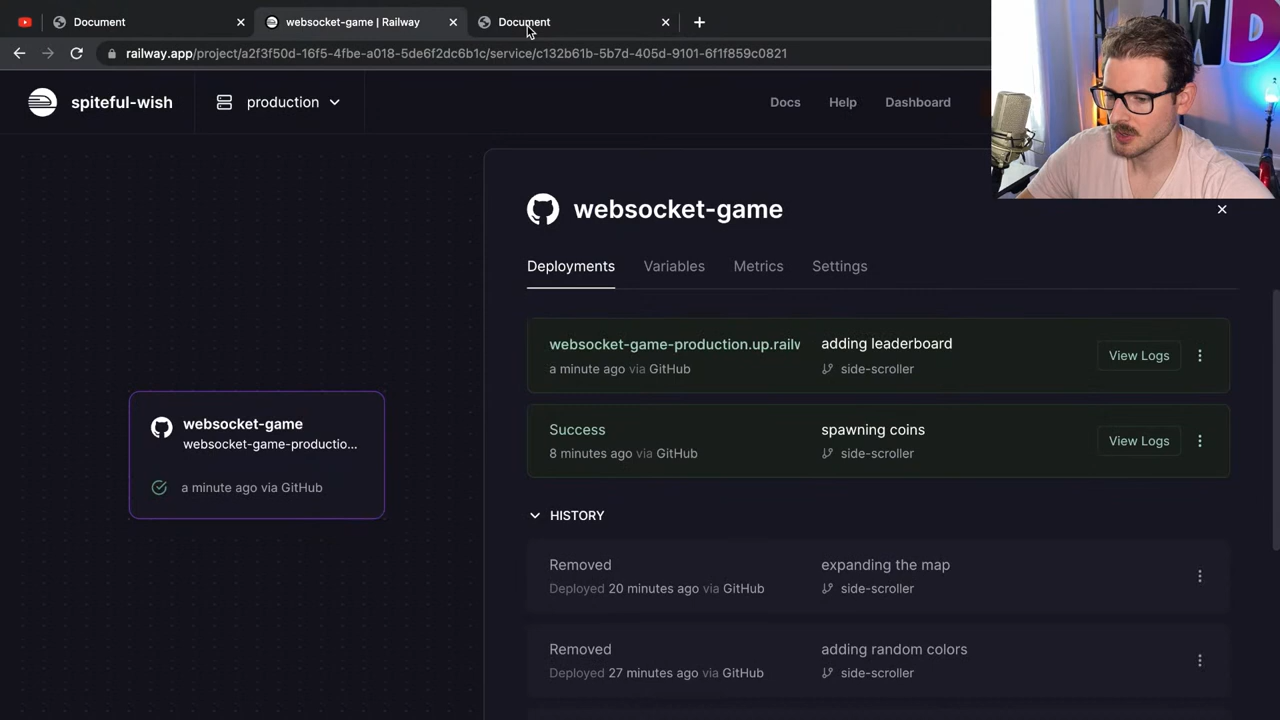 Document
websocket-game | Railway
Document
railway.app/project/a2f3f50d-16f5-4fbe-a018-5de6f2dc6b1c/service/c132b61b-5b7d-405d-9101-6f1f859c0821
spiteful-wish
production
Docs
Help
Dashboard
WD
websocket-game
Deployments
Variables
Metrics
Settings
websocket-game-production.up.railw
adding leaderboard
a minute ago via GitHub
side-scroller
View Logs
Success
spawning coins
8 minutes ago via GitHub
side-scroller
View Logs
websocket-game
websocket-game-productio...
a minute ago via GitHub
HISTORY
Removed
expanding the map
Deployed 20 minutes ago via GitHub
side-scroller
Removed
adding random colors
Deployed 27 minutes ago via GitHub
side-scroller